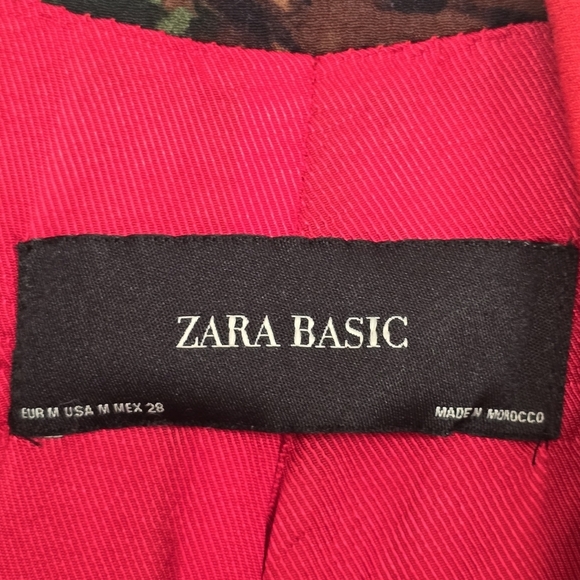 ZARA BASIC
EUR M USA M MEX 28 MADE IN MOROCCO